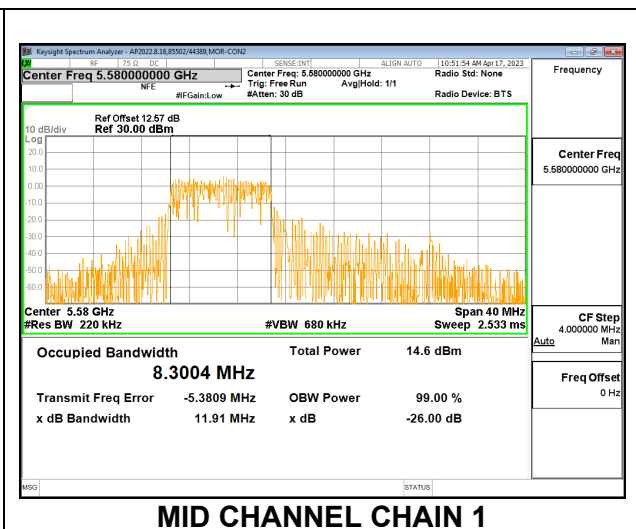 Keysight Spectrum Analyzer - AP2022.8.16,85502/44389,MOR-CON2
RF 75 Ω DC SENSE:INT ALIGN AUTO 10:51:54 AM Apr 17, 2023
Center Freq 5.580000000 GHz
Center Freq: 5.580000000 GHz
Radio Std: None
NFE
Trig: Free Run Avg|Hold: 1/1
#IFGain:Low
#Atten: 30 dB
Radio Device: BTS
Frequency
Ref Offset 12.57 dB
10 dB/div Ref 30.00 dBm
Log
20.0
10.0
0.00
-10.0
-20.0
-30.0
-40.0
-50.0
-60.0
Center Freq
5.580000000 GHz
Center 5.58 GHz Span 40 MHz
#Res BW 220 kHz #VBW 680 kHz Sweep 2.533 ms
CF Step
4.000000 MHz
Auto Man
Freq Offset
0 Hz
Occupied Bandwidth Total Power 14.6 dBm
8.3004 MHz
Transmit Freq Error -5.3809 MHz OBW Power 99.00 %
x dB Bandwidth 11.91 MHz x dB -26.00 dB
MSG STATUS
MID CHANNEL CHAIN 1